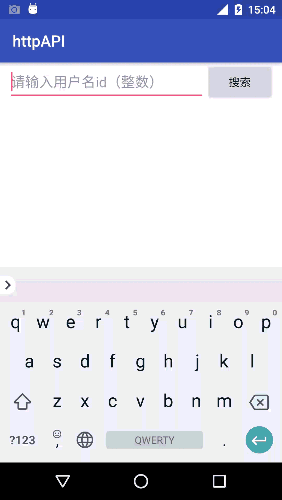 15:04
httpAPI
请输入用户名id（整数）
搜索
1 2 3 4 5 6 7 8 9 0
q w e r t y u i o p
a s d f g h j k l
z x c v b n m
?123 , QWERTY .